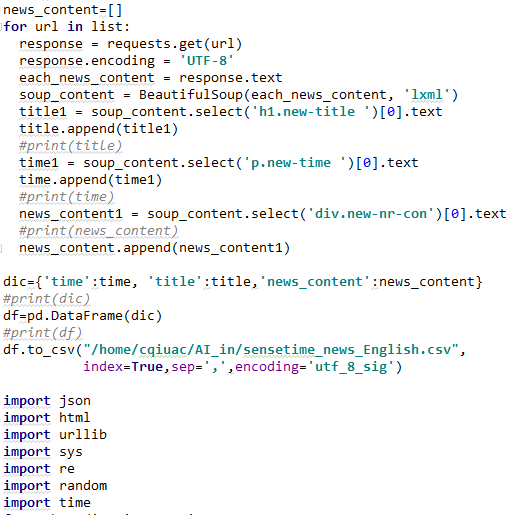 news_content=[]
for url in list:
  response = requests.get(url)
  response.encoding = 'UTF-8'
  each_news_content = response.text
  soup_content = BeautifulSoup(each_news_content, 'lxml')
  title1 = soup_content.select('h1.new-title ')[0].text
  title.append(title1)
  #print(title)
  time1 = soup_content.select('p.new-time ')[0].text
  time.append(time1)
  #print(time)
  news_content1 = soup_content.select('div.new-nr-con')[0].text
  #print(news_content)
  news_content.append(news_content1)

dic={'time':time, 'title':title,'news_content':news_content}
#print(dic)
df=pd.DataFrame(dic)
#print(df)
df.to_csv("/home/cqiuac/AI_in/sensetime_news_English.csv",
          index=True,sep=',',encoding='utf_8_sig')

import json
import html
import urllib
import sys
import re
import random
import time